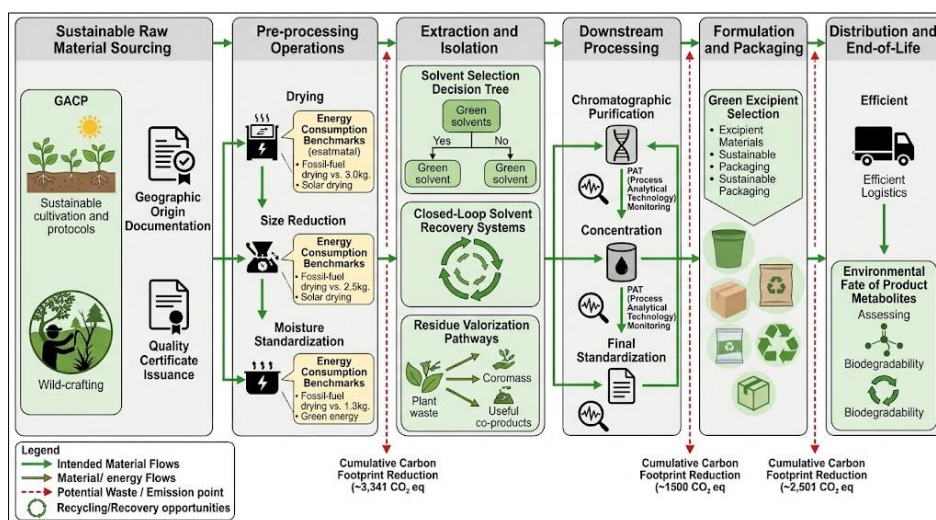 Sustainable Raw
Material Sourcing
GACP
Sustainable cultivation and
protocols
Wild-crafting
Geographic
Origin
Documentation
Quality
Certificate
Issuance
Pre-processing
Operations
Drying
Energy
Consumption
Benchmarks
(esatmatal)
• Fossil-fuel
drying vs. 3.0kg.
• Solar drying
Size Reduction
Energy
Consumption
Benchmarks
• Fossil-fuel
drying vs. 2,5kg.
• Solar drying
Moisture
Standardization
Energy
Consumption
Benchmarks
• Fossil-fuel
drying vs. 1.3kg.
• Green energy
Extraction and
Isolation
Solvent Selection
Decision Tree
Green
solvents
Yes
No
Green
solvent
Green
solvent
Closed-Loop Solvent
Recovery Systems
Residue Valorization
Pathways
Plant
waste
Coromass
Useful
co-products
Downstream
Processing
Chromatographic
Purification
PAT
(Process
Analytical
Technology)
Monitoring
Concentration
PAT
(Process
Analytical
Technology)
Monitoring
Final
Standardization
Formulation
and Packaging
Green Excipient
Selection
• Excipient
Materials
• Sustainable
• Packaging
• Sustainable
Packaging
Distribution and
End-of-Life
Efficient
Efficient
Logistics
Environmental
Fate of Product
Metabolites
Assessing
Biodegradability
Biodegradability
Legend
Intended Material Flows
Material/ energy Flows
Potential Waste / Emission point
Recycling/Recovery opportunities
Cumulative Carbon
Footprint Reduction
(~3,341 CO₂ eq
Cumulative Carbon
Footprint Reduction
(~1500 CO₂ eq
Cumulative Carbon
Footprint Reduction
(~2,501 CO₂ eq